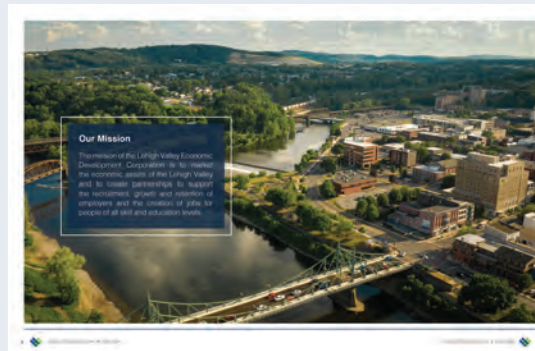 Our Mission
The mission of the Lehigh Valley Economic
Development Corporation is to market
the economic assets of the Lehigh Valley
and to create partnerships to support
the recruitment, growth and retention of
employers and the creation of jobs for
people of all skill and education levels.